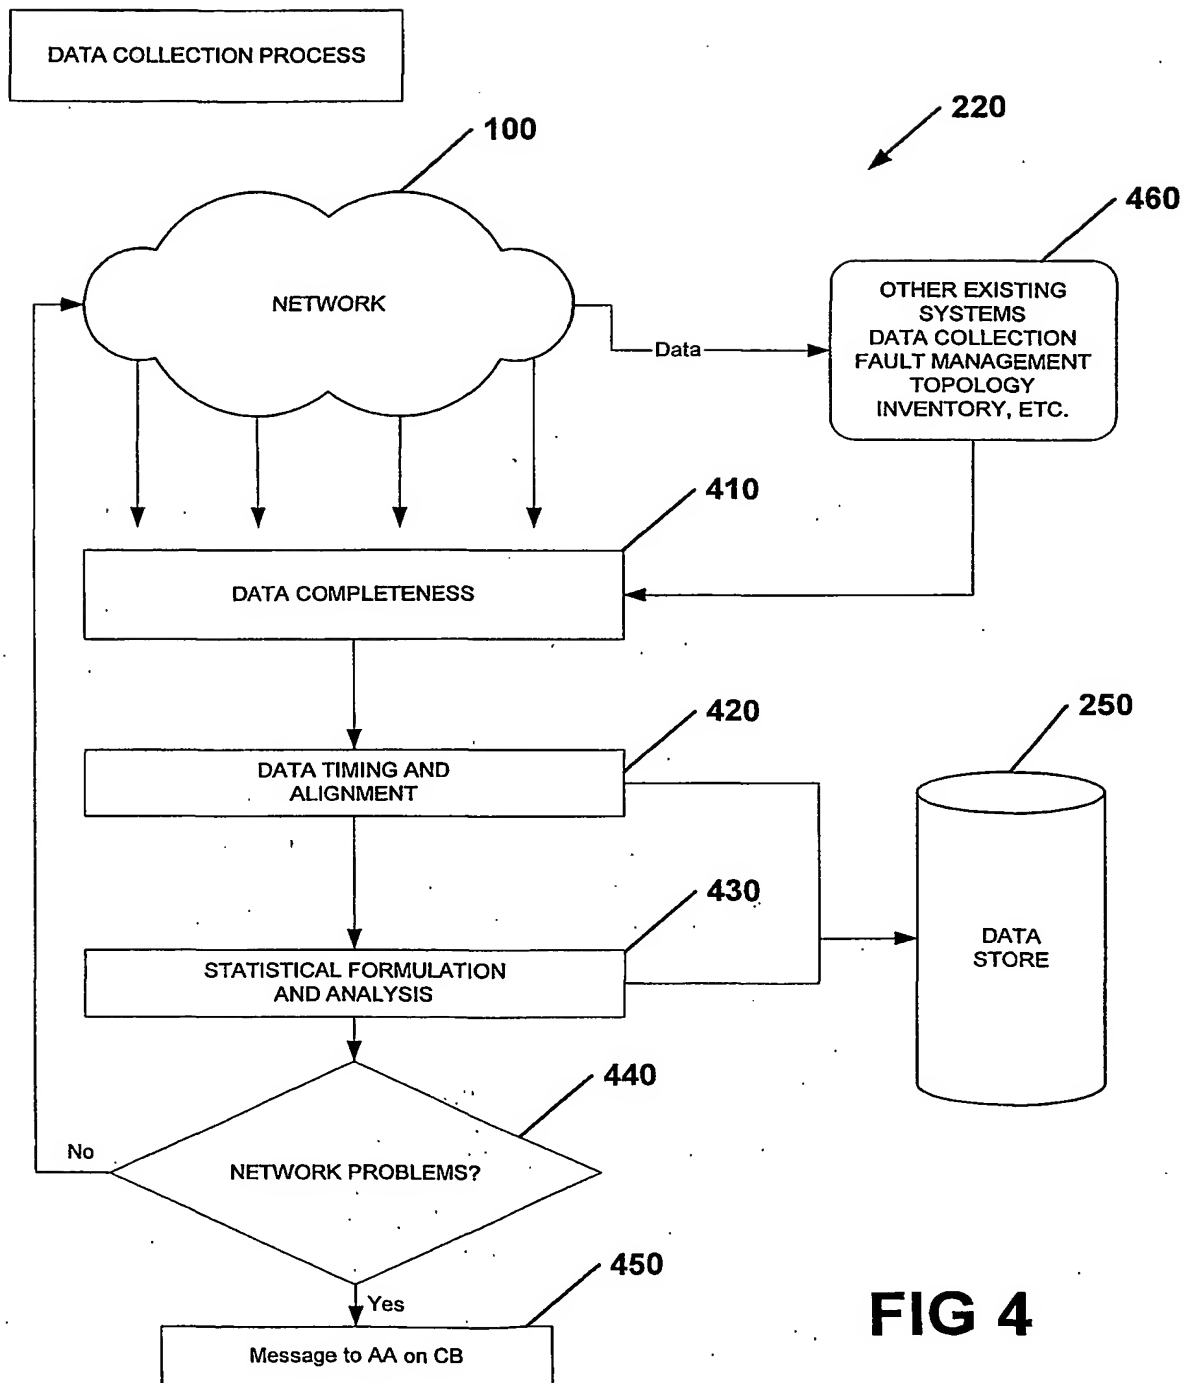 DATA COLLECTION PROCESS
100
220
460
NETWORK
OTHER EXISTING
SYSTEMS
DATA COLLECTION
FAULT MANAGEMENT
TOPOLOGY
INVENTORY, ETC.
Data
410
DATA COMPLETENESS
420
250
DATA TIMING AND
ALIGNMENT
430
DATA
STORE
STATISTICAL FORMULATION
AND ANALYSIS
440
No
NETWORK PROBLEMS?
450
Yes
Message to AA on CB
FIG 4